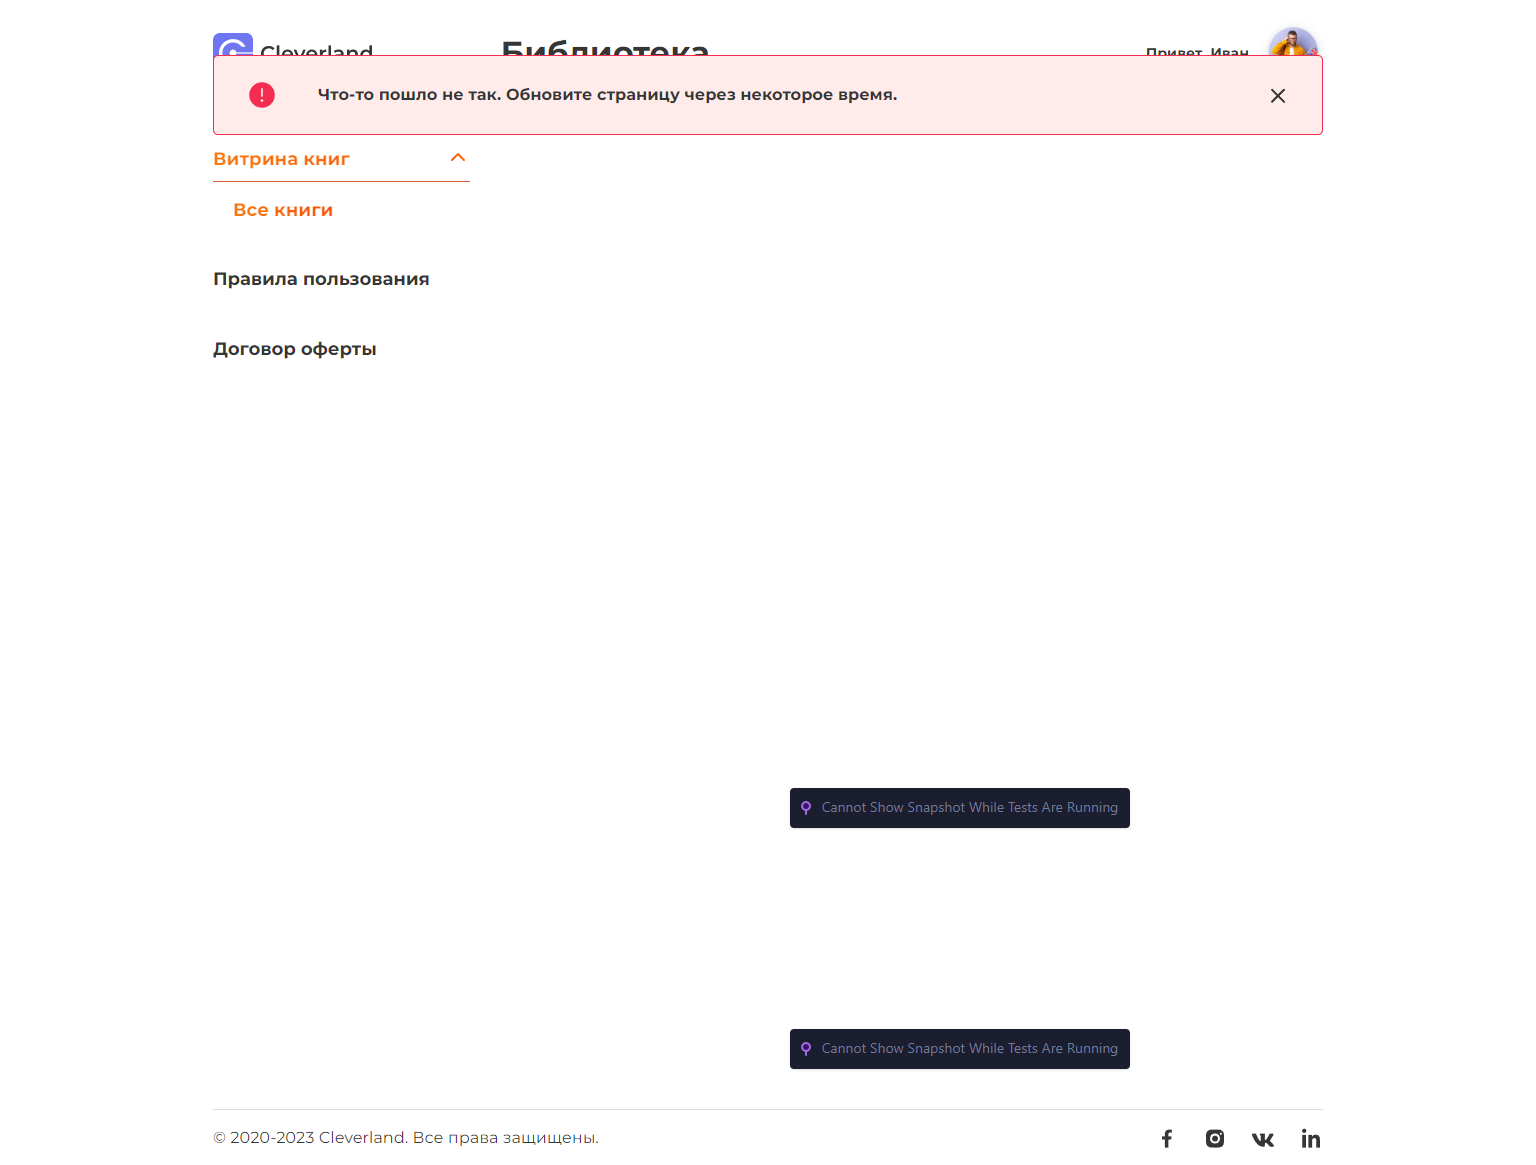 Cleverland
Библиотека
Привет, Иван
Что-то пошло не так. Обновите страницу через некоторое время.
Витрина книг
Все книги
Правила пользования
Договор оферты
Cannot Show Snapshot While Tests Are Running
Cannot Show Snapshot While Tests Are Running
© 2020-2023 Cleverland. Все права защищены.